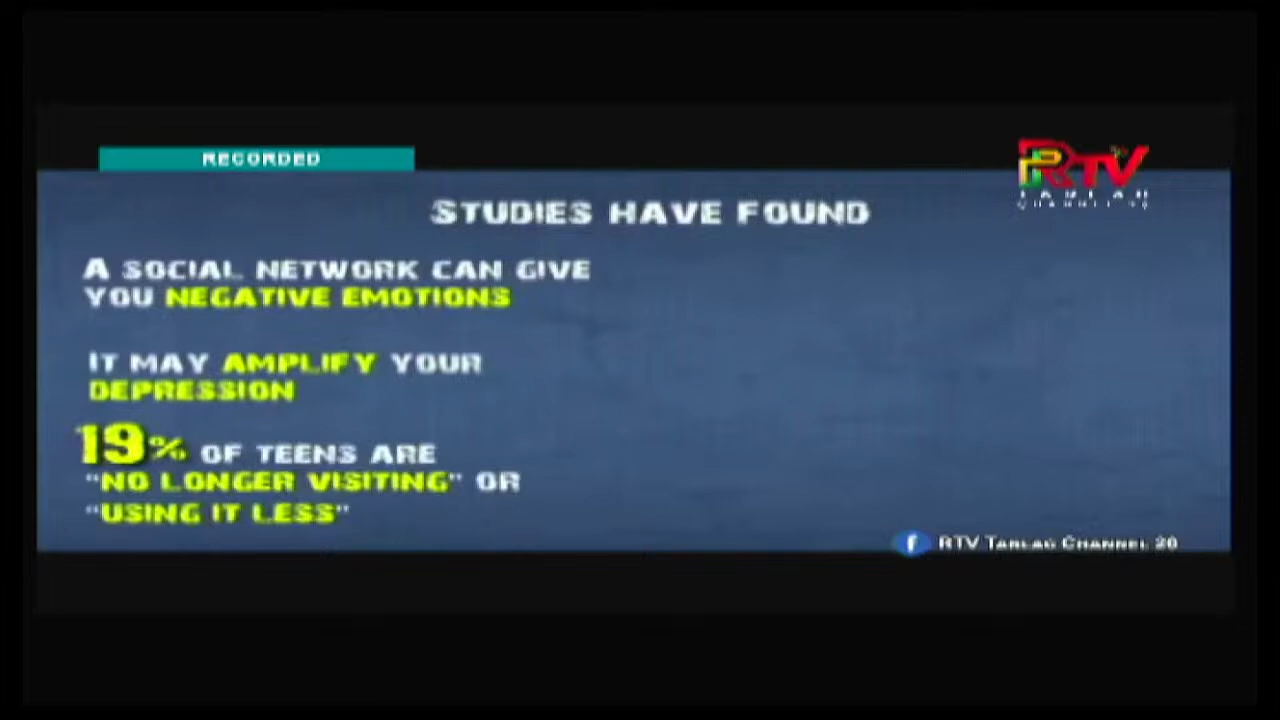 RECORDED
RTV
STUDIES HAVE FOUND
A SOCIAL NETWORK CAN GIVE
YOU NEGATIVE EMOTIONS
IT MAY AMPLIFY YOUR
DEPRESSION
19% OF TEENS ARE
"NO LONGER VISITING" OR
"USING IT LESS"
f RTV TARLAC CHANNEL 26